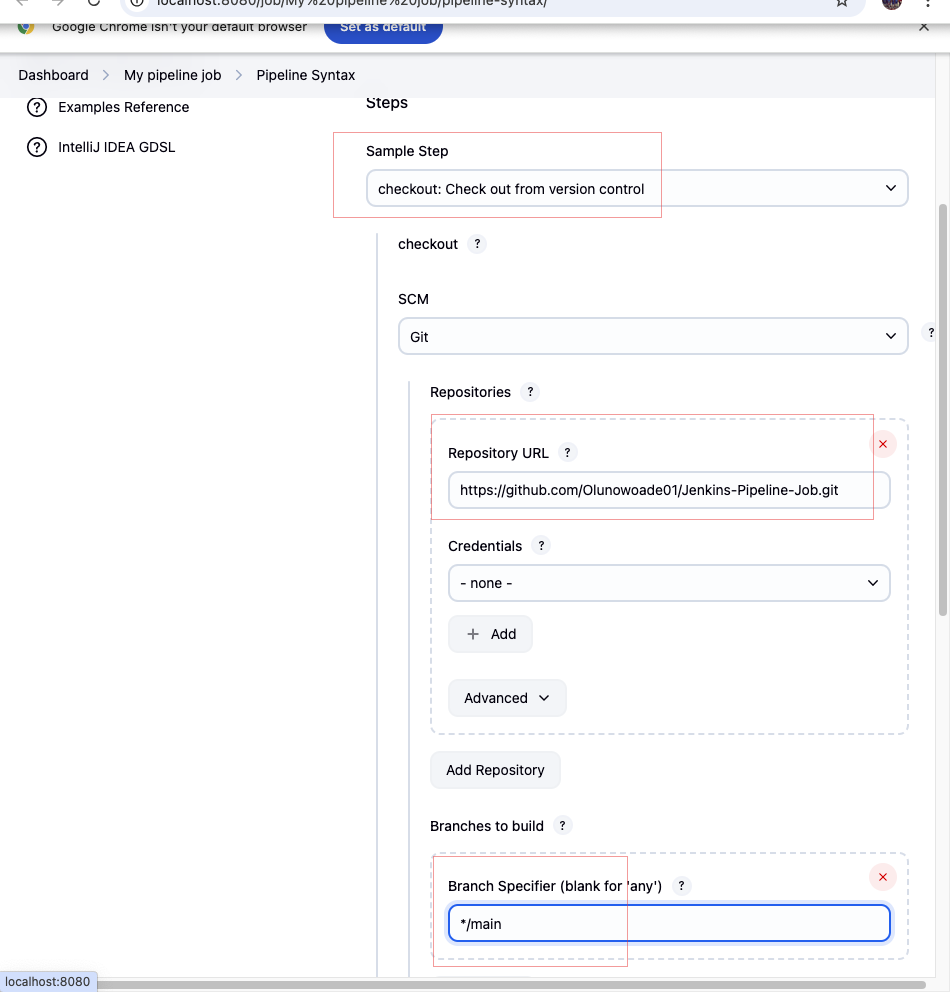 localhost:8080/job/My%20pipeline%20job/pipeline-syntax/
Google Chrome isn't your default browser
Set as default
Dashboard > My pipeline job > Pipeline Syntax
? Examples Reference
? IntelliJ IDEA GDSL
Steps
Sample Step
checkout: Check out from version control
checkout ?
SCM
Git
?
Repositories ?
Repository URL ?
https://github.com/Olunowoade01/Jenkins-Pipeline-Job.git
Credentials ?
- none -
+ Add
Advanced
Add Repository
Branches to build ?
Branch Specifier (blank for 'any') ?
*/main
localhost:8080